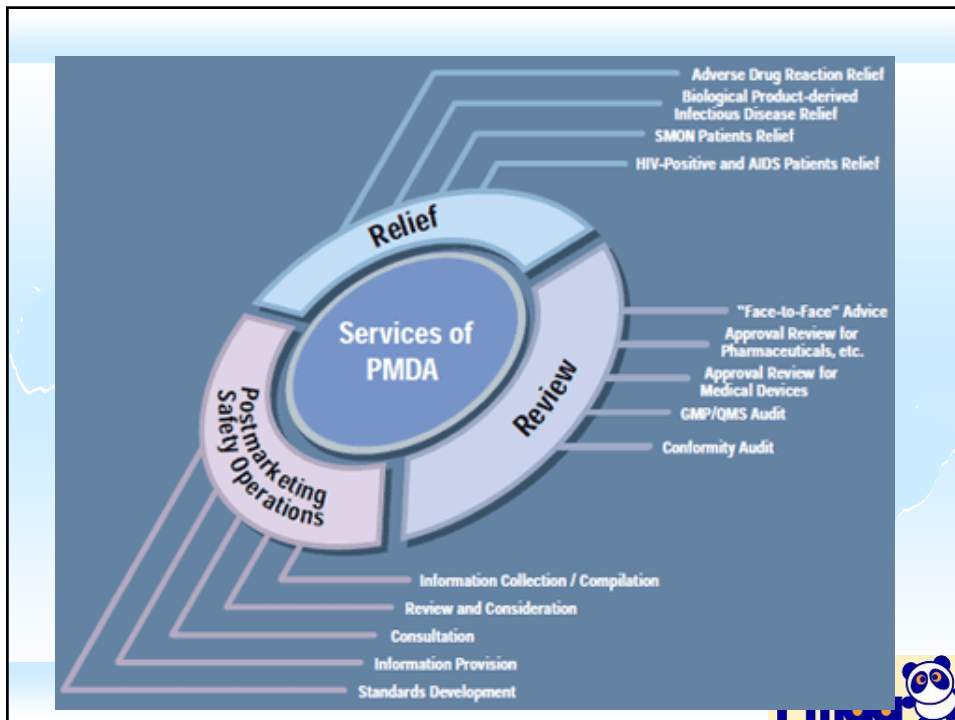 Adverse Drug Reaction Relief
Biological Product-derived
Infectious Disease Relief
SMON Patients Relief
HIV-Positive and AIDS Patients Relief
Relief
Services of
PMDA
"Face-to-Face" Advice
Approval Review for
Pharmaceuticals, etc.
Approval Review for
Medical Devices
GMP/QMS Audit
Conformity Audit
Review
Postmarketing
Safety Operations
Information Collection / Compilation
Review and Consideration
Consultation
Information Provision
Standards Development